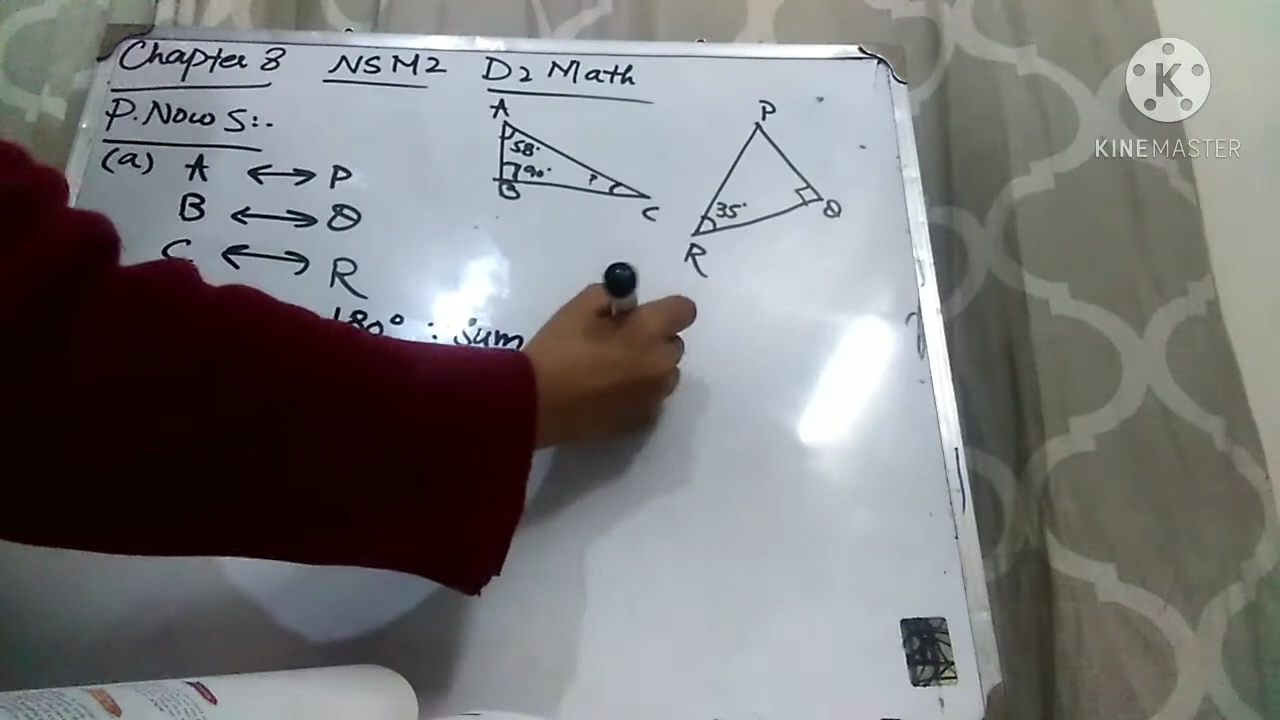 Chapter 8 NSM2 D2 Math
P. Now 5:-
(a) A ↔ P
B ↔ Q
C ↔ R
180° : sum
A
58°
90°
B
?
C
P
35°
Q
R
K
KINEMASTER